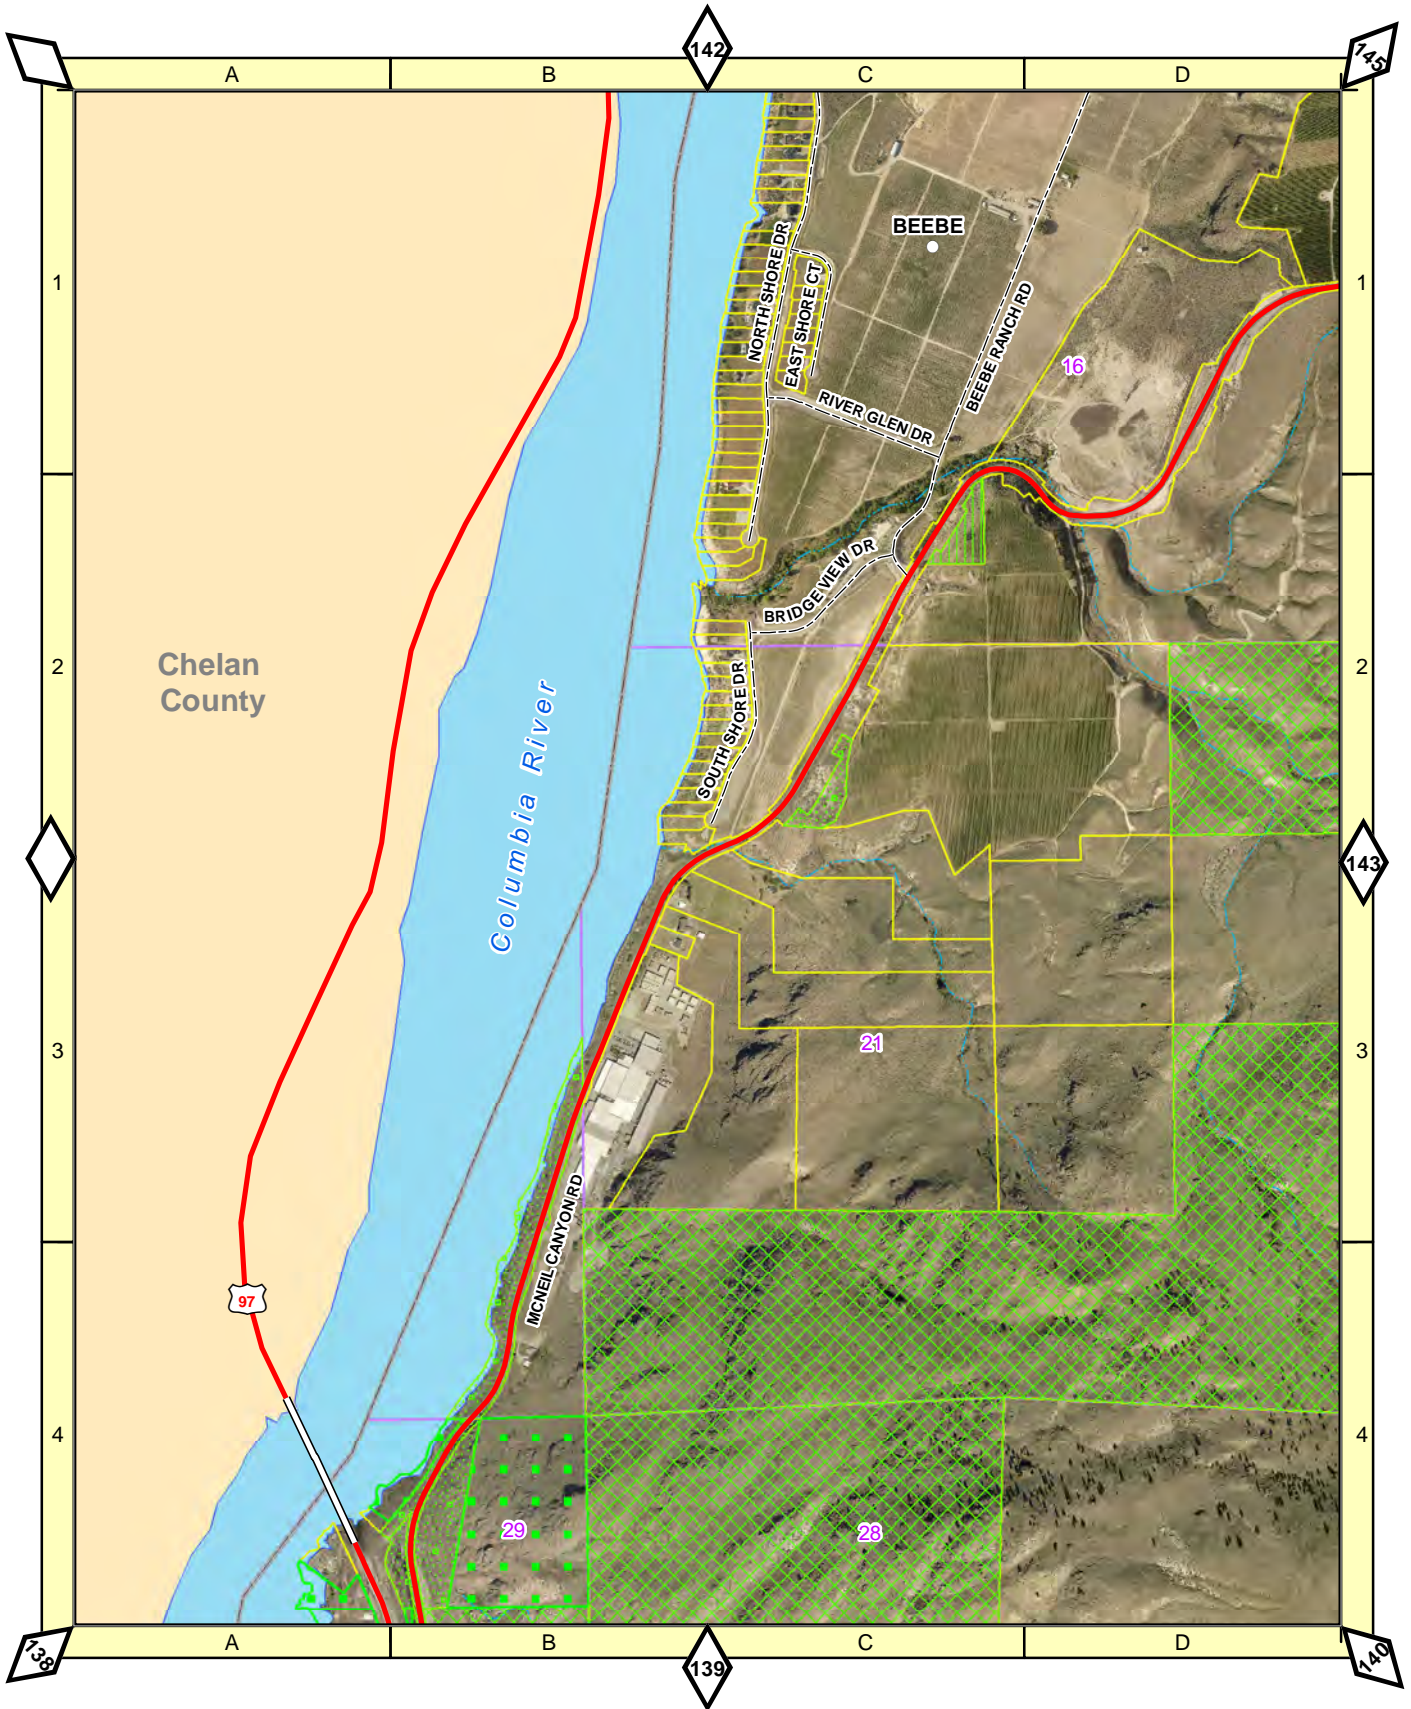 142
145
A
B
C
D
BEEBE
NORTH SHORE DR
EAST SHORE CT
BEEBE RANCH RD
1
1
16
RIVER GLEN DR
BRIDGEVIEW DR
Chelan
County
2
2
SOUTH SHORE DR
Columbia River
143
3
21
3
MCNEIL CANYON RD
97
4
4
29
28
A
B
C
D
138
139
140